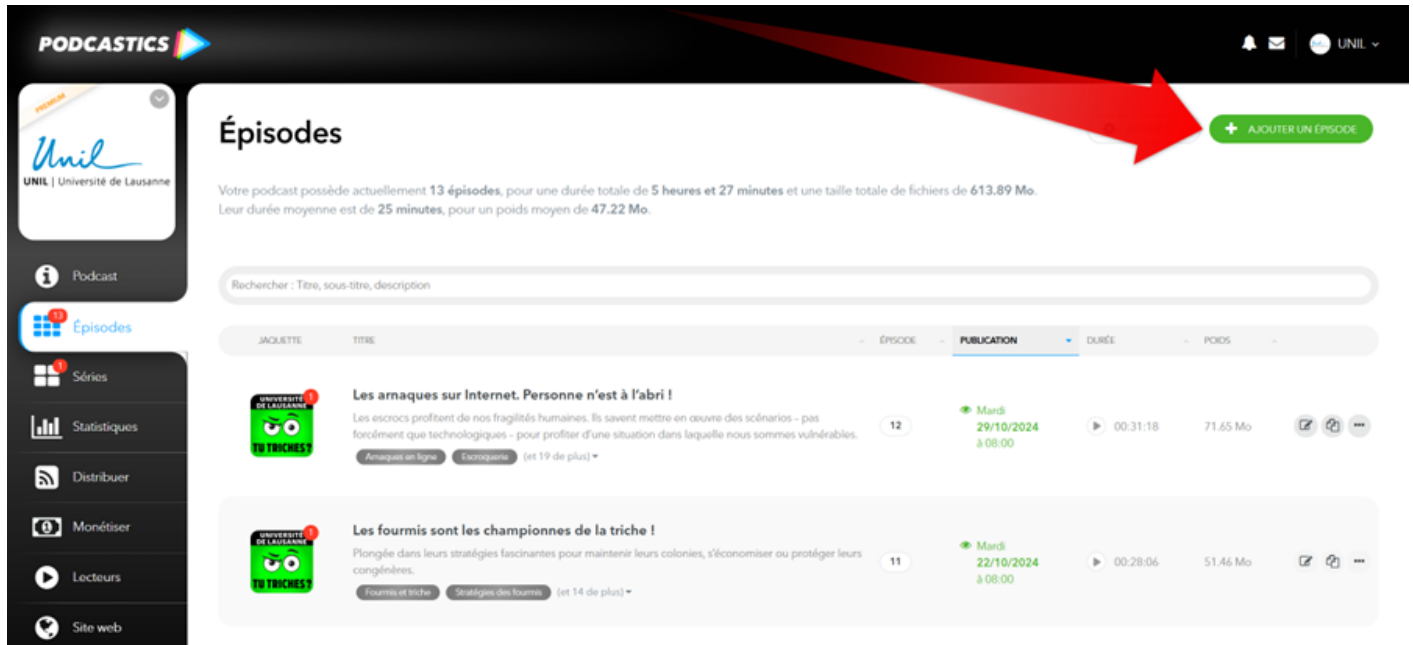 PODCASTICS
UNIL
PREMIUM
Unil
UNIL | Université de Lausanne
Épisodes
AJOUTER UN ÉPISODE
Votre podcast possède actuellement 13 épisodes, pour une durée totale de 5 heures et 27 minutes et une taille totale de fichiers de 613.89 Mo.
Leur durée moyenne est de 25 minutes, pour un poids moyen de 47.22 Mo.
Podcast
Rechercher : Titre, sous-titre, description
13
Épisodes
JAQUETTE TITRE ÉPISODE PUBLICATION DURÉE POIDS
1
Séries
Statistiques
Distribuer
Monétiser
Lecteurs
Site web
UNIVERSITÉ
DE LAUSANNE
1
TU TRICHES?
Les arnaques sur Internet. Personne n'est à l'abri !
Les escrocs profitent de nos fragilités humaines. Ils savent mettre en œuvre des scénarios - pas
forcément que technologiques - pour profiter d'une situation dans laquelle nous sommes vulnérables.
Arnaques en ligne Escroquerie (et 19 de plus)
12
Mardi
29/10/2024
à 08:00
00:31:18
71.65 Mo
UNIVERSITÉ
DE LAUSANNE
1
TU TRICHES?
Les fourmis sont les championnes de la triche !
Plongée dans leurs stratégies fascinantes pour maintenir leurs colonies, s'économiser ou protéger leurs
congénères.
Fourmis et triche Stratégies des fourmis (et 14 de plus)
11
Mardi
22/10/2024
à 08:00
00:28:06
51.46 Mo